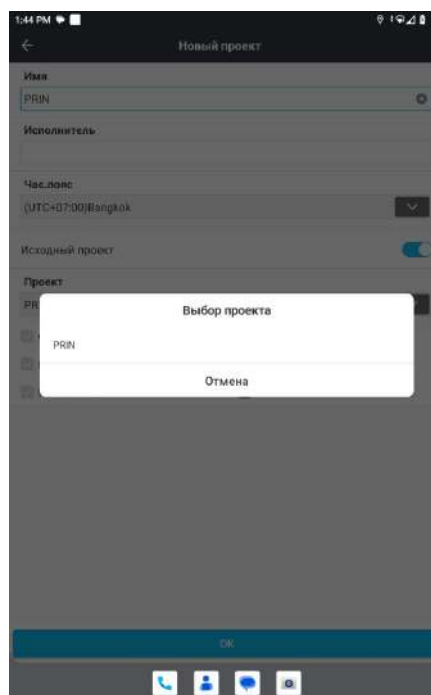 1:44 PM
Новый проект
Имя
PRIN
Исполнитель
Час.пояс
(UTC+07:00)Bangkok
Исходный проект
Проект
PR
Выбор проекта
PRIN
Отмена
OK